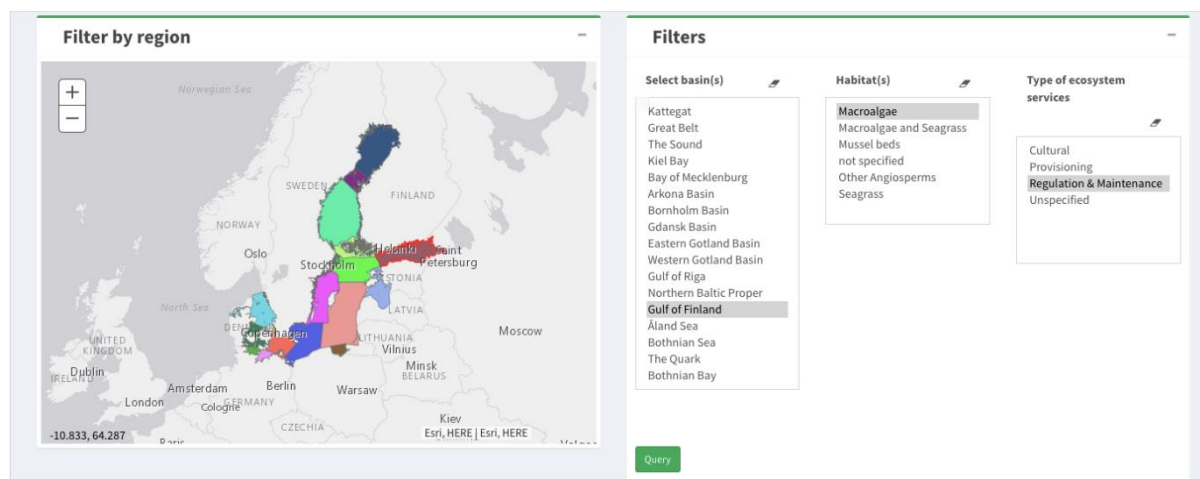 Filter by region
−
+
−
Norwegian Sea
SWEDEN
FINLAND
NORWAY
Oslo
Helsinki
Saint
Petersburg
Stockholm
ESTONIA
North Sea
LATVIA
Moscow
Copenhagen
LITHUANIA
Vilnius
UNITED
KINGDOM
Dublin
IRELAND
Minsk
BELARUS
Amsterdam
Berlin
Warsaw
London
Cologne
GERMANY
Kiev
CZECHIA
-10.833, 64.287
Esri, HERE | Esri, HERE
Paris
Filters
−
Select basin(s)
Kattegat
Great Belt
The Sound
Kiel Bay
Bay of Mecklenburg
Arkona Basin
Bornholm Basin
Gdansk Basin
Eastern Gotland Basin
Western Gotland Basin
Gulf of Riga
Northern Baltic Proper
Gulf of Finland
Åland Sea
Bothnian Sea
The Quark
Bothnian Bay
Habitat(s)
Macroalgae
Macroalgae and Seagrass
Mussel beds
not specified
Other Angiosperms
Seagrass
Type of ecosystem
services
Cultural
Provisioning
Regulation & Maintenance
Unspecified
Query